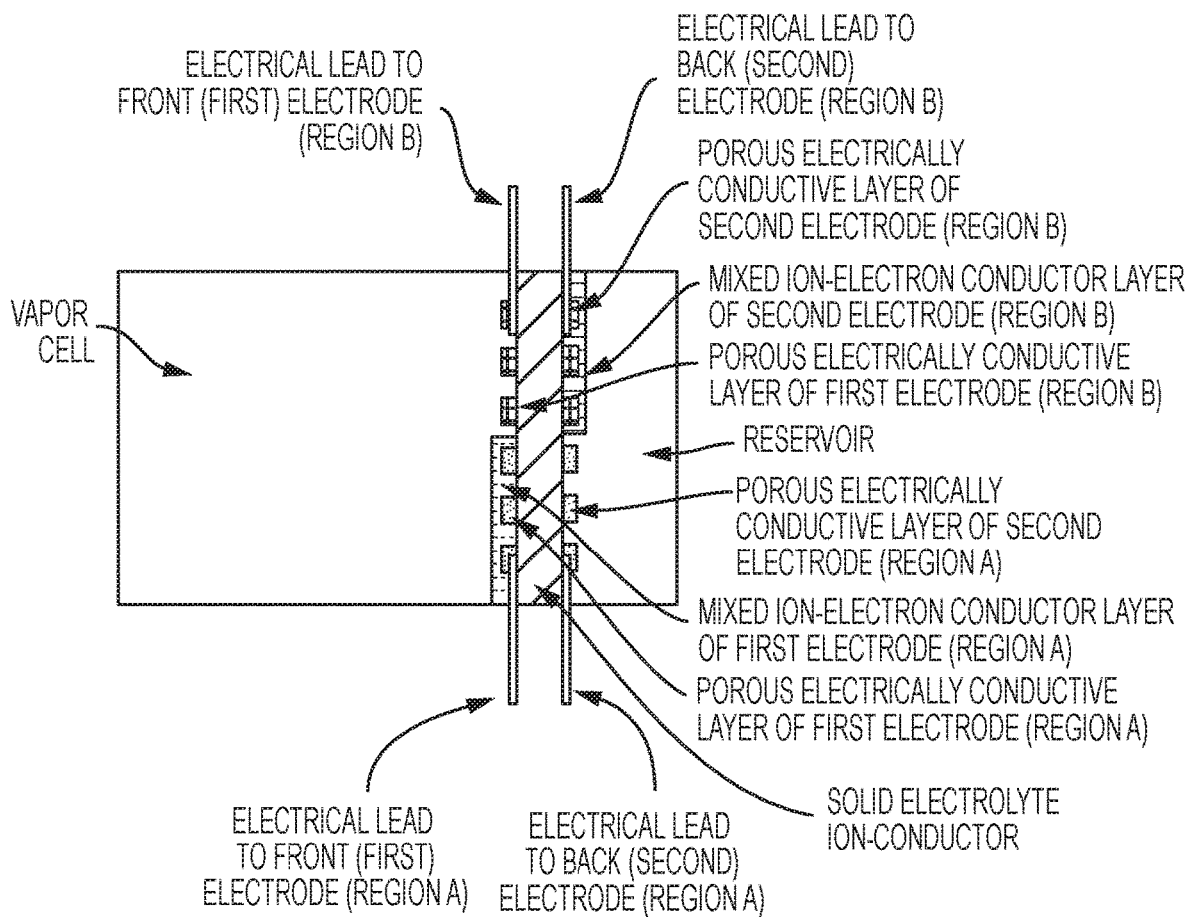 ELECTRICAL LEAD TO
FRONT (FIRST) ELECTRODE
(REGION B)
ELECTRICAL LEAD TO
BACK (SECOND)
ELECTRODE (REGION B)
POROUS ELECTRICALLY
CONDUCTIVE LAYER OF
SECOND ELECTRODE (REGION B)
MIXED ION-ELECTRON CONDUCTOR LAYER
OF SECOND ELECTRODE (REGION B)
VAPOR
CELL
POROUS ELECTRICALLY CONDUCTIVE
LAYER OF FIRST ELECTRODE (REGION B)
RESERVOIR
POROUS ELECTRICALLY
CONDUCTIVE LAYER OF SECOND
ELECTRODE (REGION A)
MIXED ION-ELECTRON CONDUCTOR LAYER
OF FIRST ELECTRODE (REGION A)
POROUS ELECTRICALLY CONDUCTIVE
LAYER OF FIRST ELECTRODE (REGION A)
SOLID ELECTROLYTE
ION-CONDUCTOR
ELECTRICAL LEAD
TO FRONT (FIRST)
ELECTRODE (REGION A)
ELECTRICAL LEAD
TO BACK (SECOND)
ELECTRODE (REGION A)